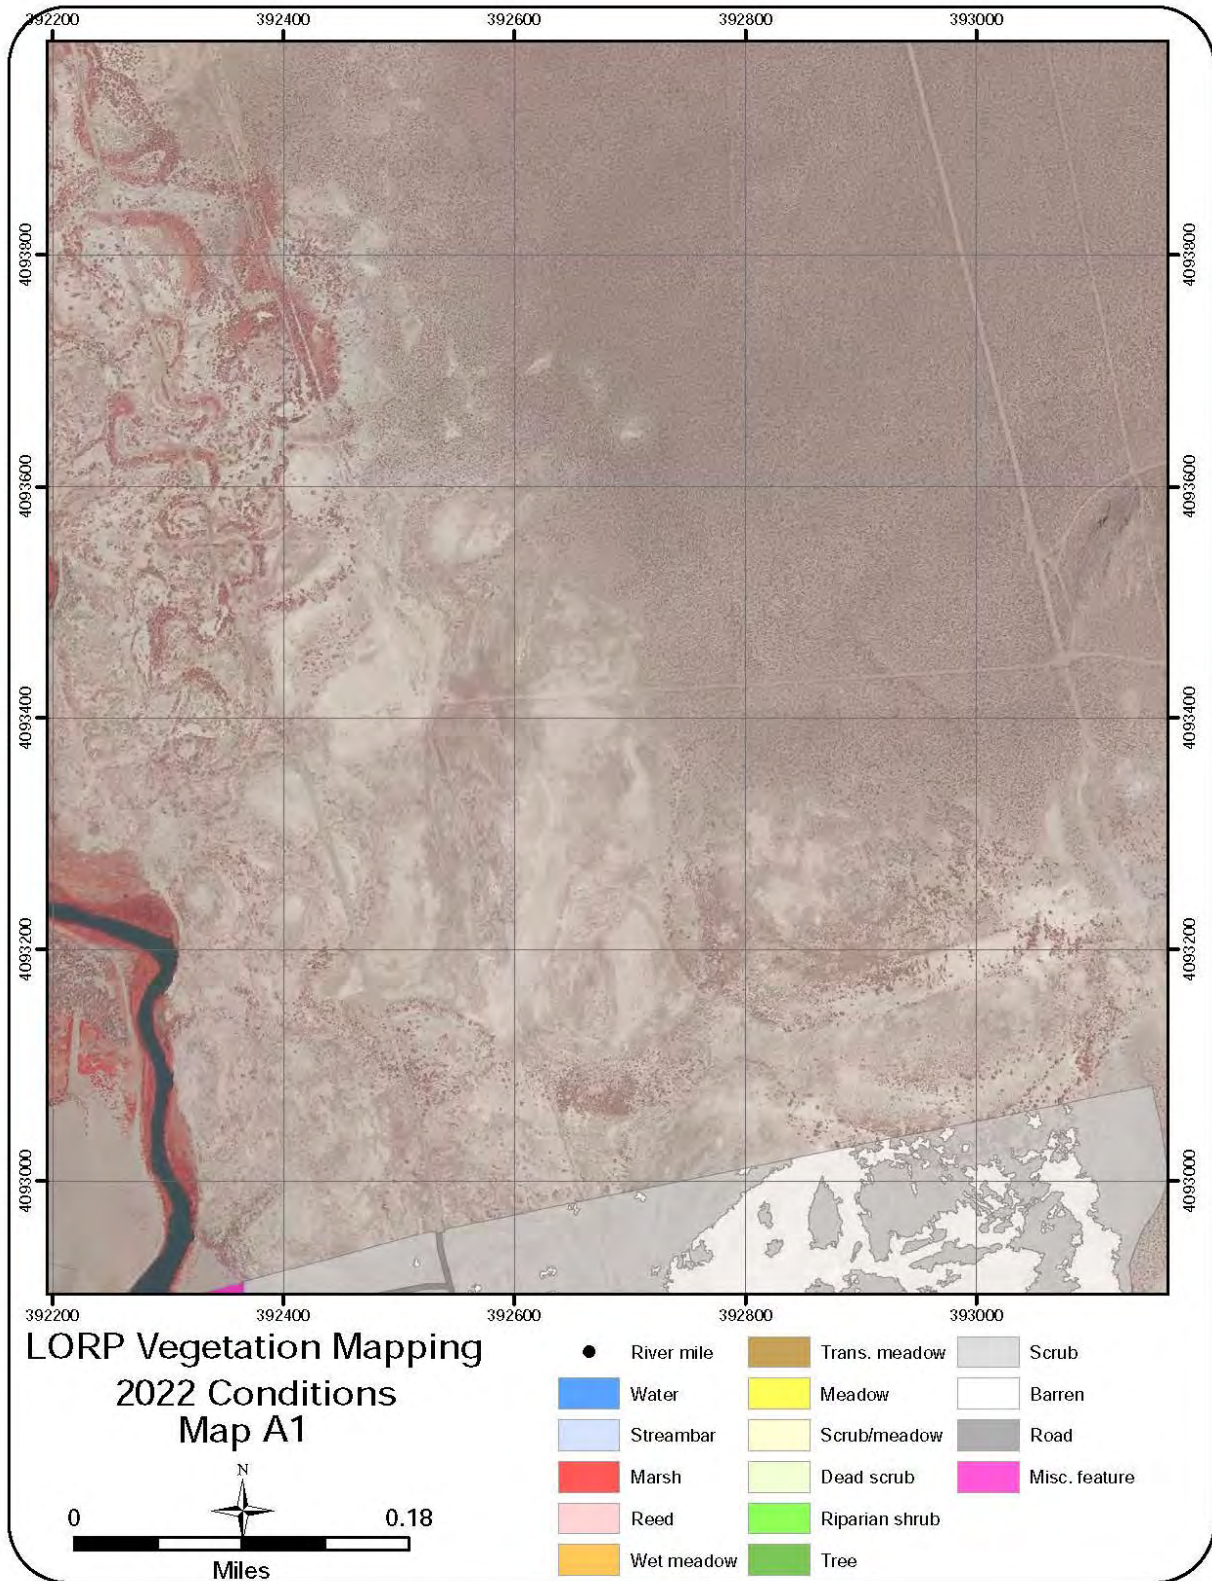 392200 392400 392600 392800 393000
4093800 4093800
4093600 4093600
4093400 4093400
4093200 4093200
4093000 4093000
392200 392400 392600 392800 393000
LORP Vegetation Mapping
2022 Conditions
Map A1
N
0 0.18
Miles
River mile
Water
Streambar
Marsh
Reed
Wet meadow
Trans. meadow
Meadow
Scrub/meadow
Dead scrub
Riparian shrub
Tree
Scrub
Barren
Road
Misc. feature